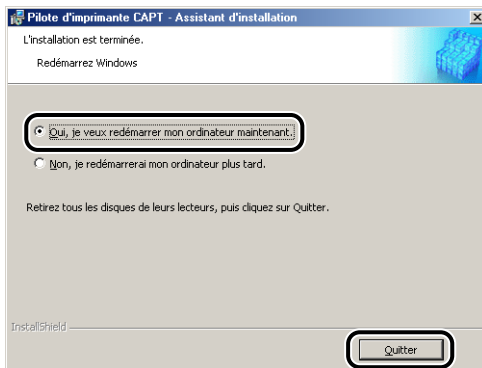 Pilote d'imprimante CAPT - Assistant d'installation
L'installation est terminée.
Redémarrez Windows
Oui, je veux redémarrer mon ordinateur maintenant.
Non, je redémarrerai mon ordinateur plus tard.
Retirez tous les disques de leurs lecteurs, puis cliquez sur Quitter.
InstallShield
Quitter